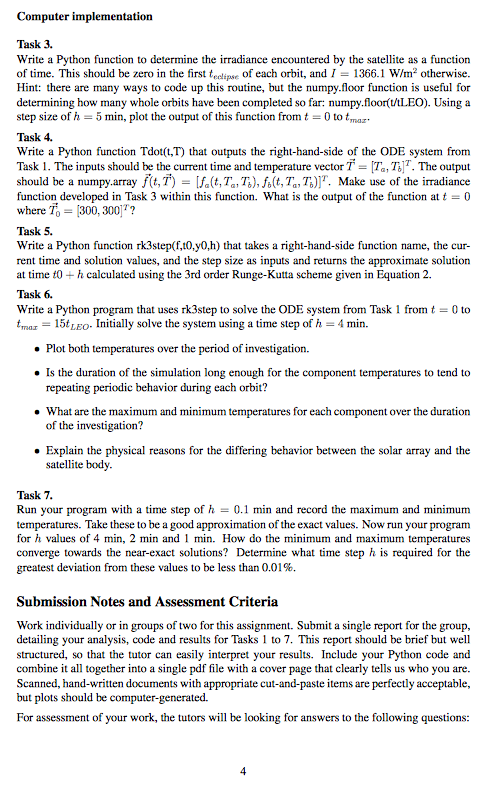 Computer implementation
Task 3.
Write a Python function to determine the irradiance encountered by the satellite as a function
of time. This should be zero in the first t_eclipse of each orbit, and I = 1366.1 W/m² otherwise.
Hint: there are many ways to code up this routine, but the numpy.floor function is useful for
determining how many whole orbits have been completed so far: numpy.floor(t/tLEO). Using a
step size of h = 5 min, plot the output of this function from t = 0 to t_max.
Task 4.
Write a Python function Tdot(t,T) that outputs the right-hand-side of the ODE system from
Task 1. The inputs should be the current time and temperature vector T⃗ = [T_a, T_b]^T. The output
should be a numpy.array f⃗(t, T⃗) = [f_a(t, T_a, T_b), f_b(t, T_a, T_b)]^T. Make use of the irradiance
function developed in Task 3 within this function. What is the output of the function at t = 0
where T⃗_0 = [300, 300]^T?
Task 5.
Write a Python function rk3step(f,t0,y0,h) that takes a right-hand-side function name, the cur-
rent time and solution values, and the step size as inputs and returns the approximate solution
at time t0 + h calculated using the 3rd order Runge-Kutta scheme given in Equation 2.
Task 6.
Write a Python program that uses rk3step to solve the ODE system from Task 1 from t = 0 to
t_max = 15t_LEO. Initially solve the system using a time step of h = 4 min.
• Plot both temperatures over the period of investigation.
• Is the duration of the simulation long enough for the component temperatures to tend to
repeating periodic behavior during each orbit?
• What are the maximum and minimum temperatures for each component over the duration
of the investigation?
• Explain the physical reasons for the differing behavior between the solar array and the
satellite body.
Task 7.
Run your program with a time step of h = 0.1 min and record the maximum and minimum
temperatures. Take these to be a good approximation of the exact values. Now run your program
for h values of 4 min, 2 min and 1 min. How do the minimum and maximum temperatures
converge towards the near-exact solutions? Determine what time step h is required for the
greatest deviation from these values to be less than 0.01%.
Submission Notes and Assessment Criteria
Work individually or in groups of two for this assignment. Submit a single report for the group,
detailing your analysis, code and results for Tasks 1 to 7. This report should be brief but well
structured, so that the tutor can easily interpret your results. Include your Python code and
combine it all together into a single pdf file with a cover page that clearly tells us who you are.
Scanned, hand-written documents with appropriate cut-and-paste items are perfectly acceptable,
but plots should be computer-generated.
For assessment of your work, the tutors will be looking for answers to the following questions:
4